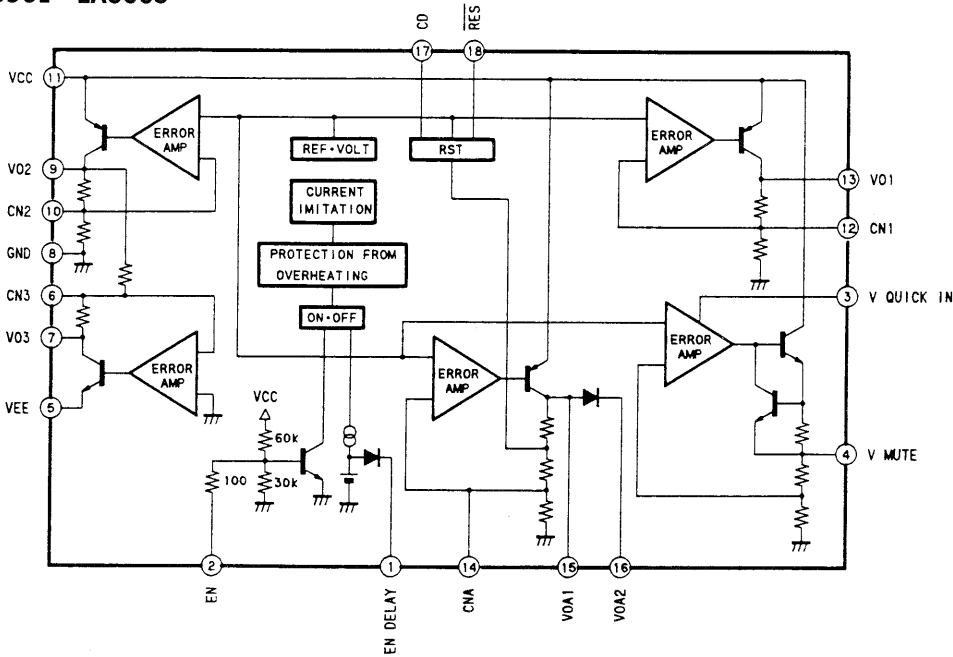 CD
RES
17
18
VCC
11
ERROR
AMP
ERROR
AMP
REF·VOLT
RST
VO2
9
13
VO1
CURRENT
IMITATION
CN2
10
12
CN1
GND
8
PROTECTION FROM
OVERHEATING
CN3
6
3
V QUICK IN
ON·OFF
VO3
7
ERROR
AMP
ERROR
AMP
ERROR
AMP
VEE
5
VCC
60k
4
V MUTE
100
30k
2
1
14
15
16
EN
EN DELAY
CNA
VOA1
VOA2